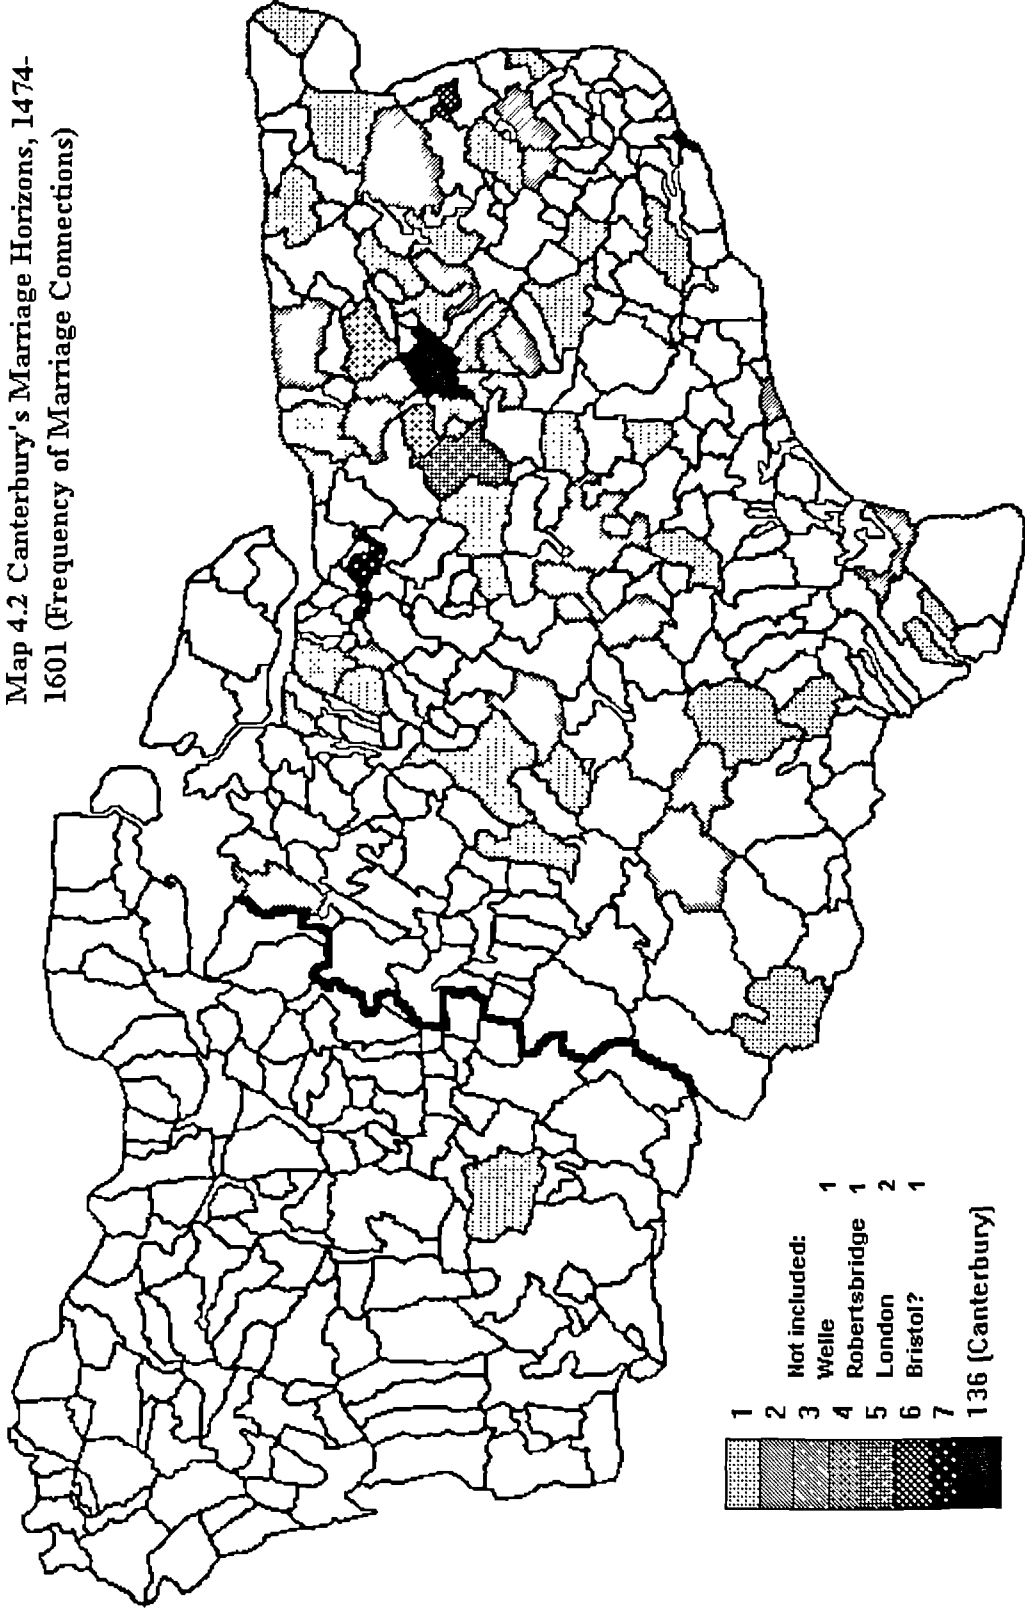 Map 4.2 Canterbury's Marriage Horizons, 1474-
1601 (Frequency of Marriage Connections)
1
2
3
4
5
6
7
136 [Canterbury]
Not included:
Welle 1
Robertsbridge 1
London 2
Bristol? 1